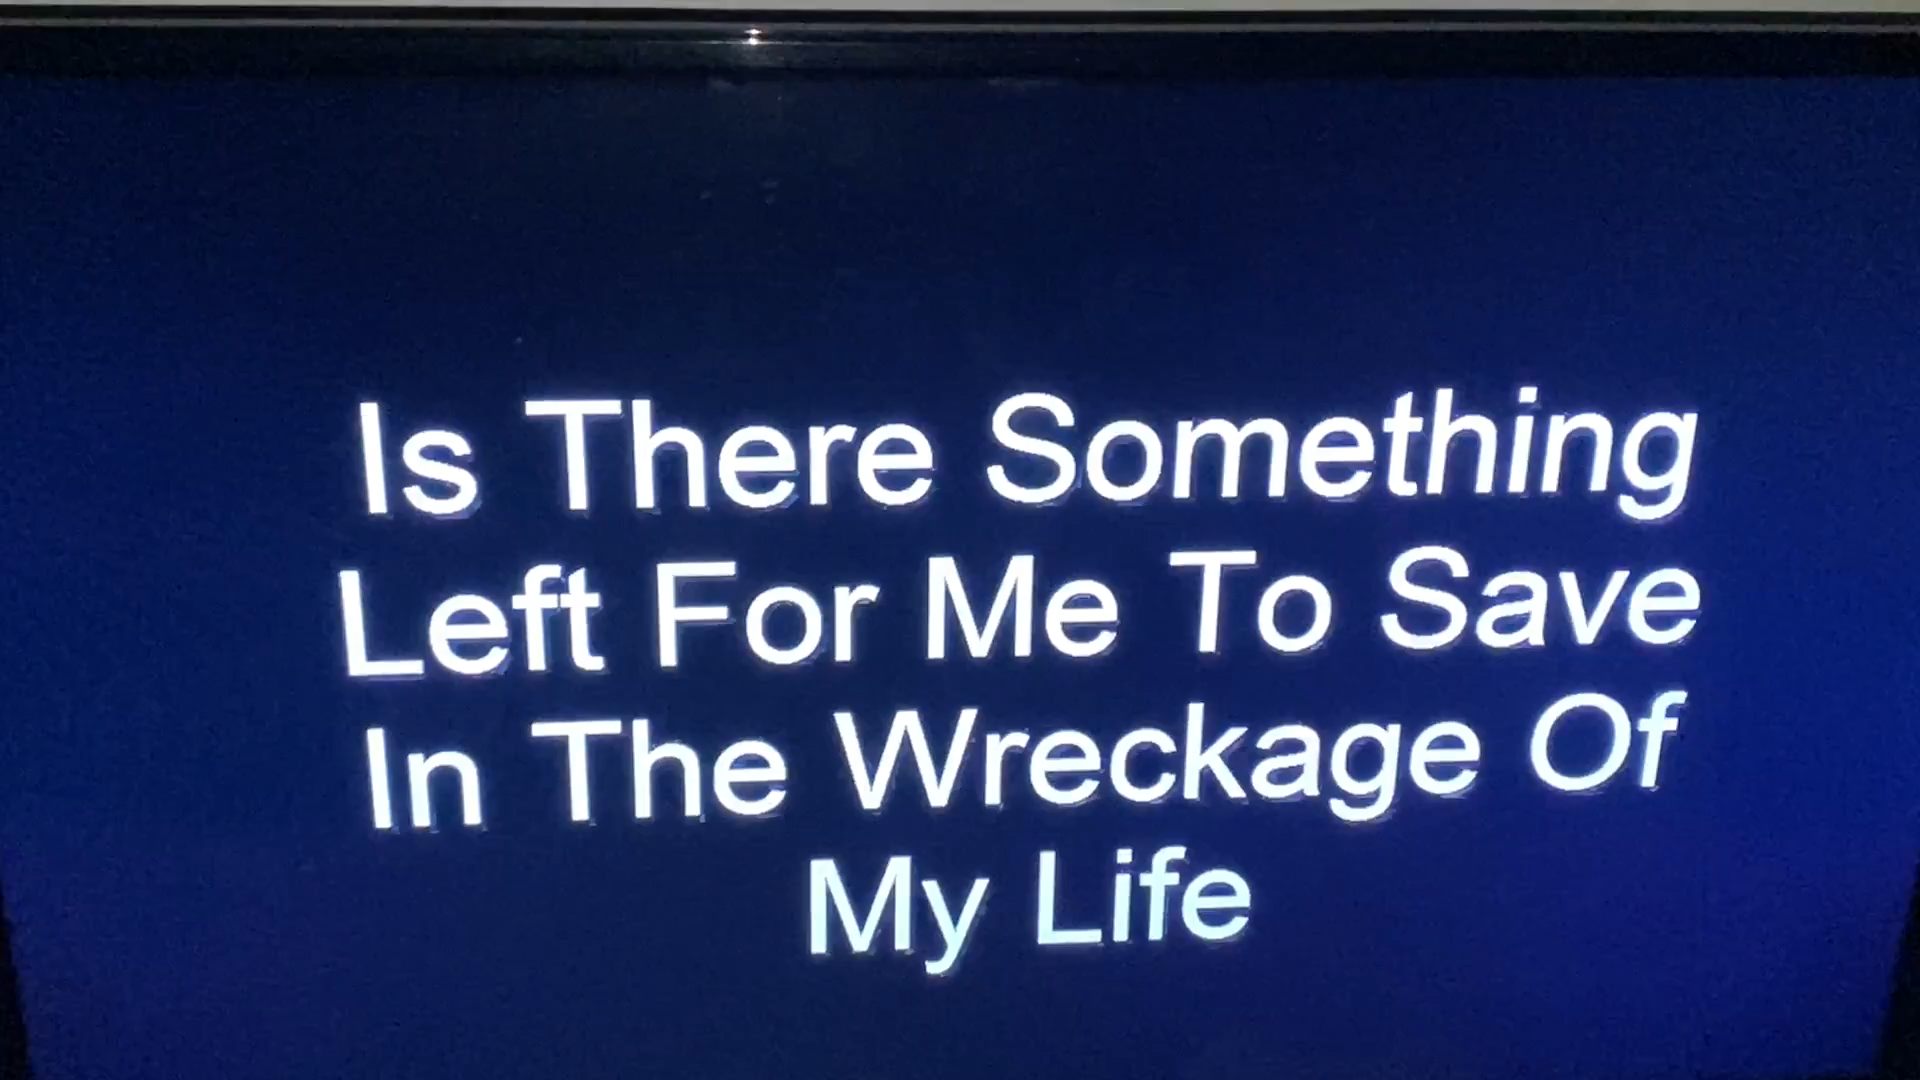 Is There Something
Left For Me To Save
In The Wreckage Of
My Life